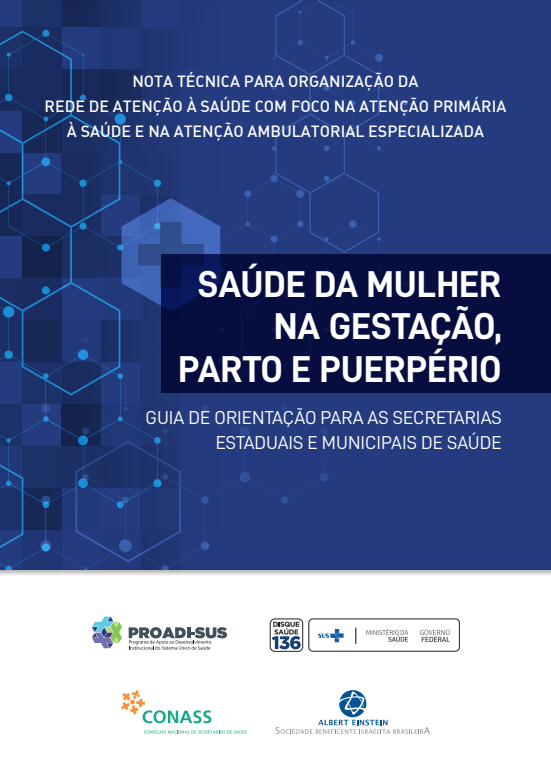 NOTA TÉCNICA PARA ORGANIZAÇÃO DA
REDE DE ATENÇÃO À SAÚDE COM FOCO NA ATENÇÃO PRIMÁRIA
À SAÚDE E NA ATENÇÃO AMBULATORIAL ESPECIALIZADA
SAÚDE DA MULHER
NA GESTAÇÃO,
PARTO E PUERPÉRIO
GUIA DE ORIENTAÇÃO PARA AS SECRETARIAS
ESTADUAIS E MUNICIPAIS DE SAÚDE
PROADI-SUS
Programa de Apoio ao Desenvolvimento
Institucional do Sistema Único de Saúde
DISQUE
SAÚDE
136
SUS
MINISTÉRIO DA
SAÚDE
GOVERNO
FEDERAL
CONASS
CONSELHO NACIONAL DE SECRETÁRIOS DE SAÚDE
ALBERT EINSTEIN
SOCIEDADE BENEFICENTE ISRAELITA BRASILEIRA